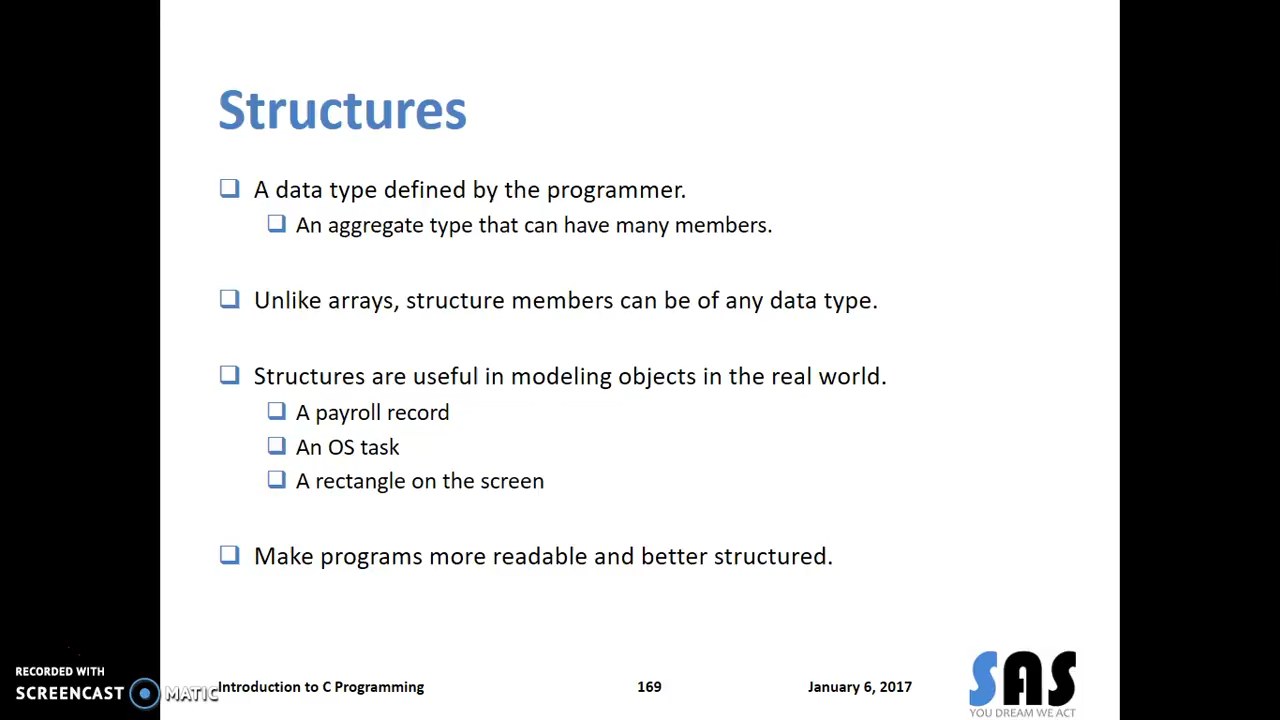 Structures
A data type defined by the programmer.
An aggregate type that can have many members.
Unlike arrays, structure members can be of any data type.
Structures are useful in modeling objects in the real world.
A payroll record
An OS task
A rectangle on the screen
Make programs more readable and better structured.
RECORDED WITH
SCREENCAST MATIC
Introduction to C Programming
169
January 6, 2017
SAS
YOU DREAM WE ACT